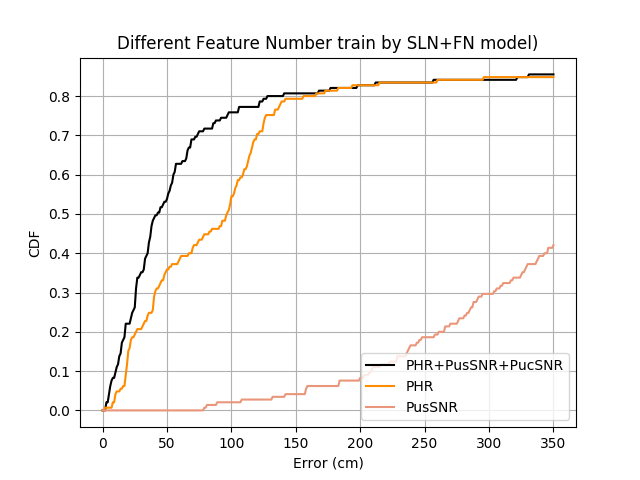 Different Feature Number train by SLN+FN model)
CDF
0.8
0.7
0.6
0.5
0.4
0.3
0.2
0.1
0.0
PHR+PusSNR+PucSNR
PHR
PusSNR
0 50 100 150 200 250 300 350
Error (cm)